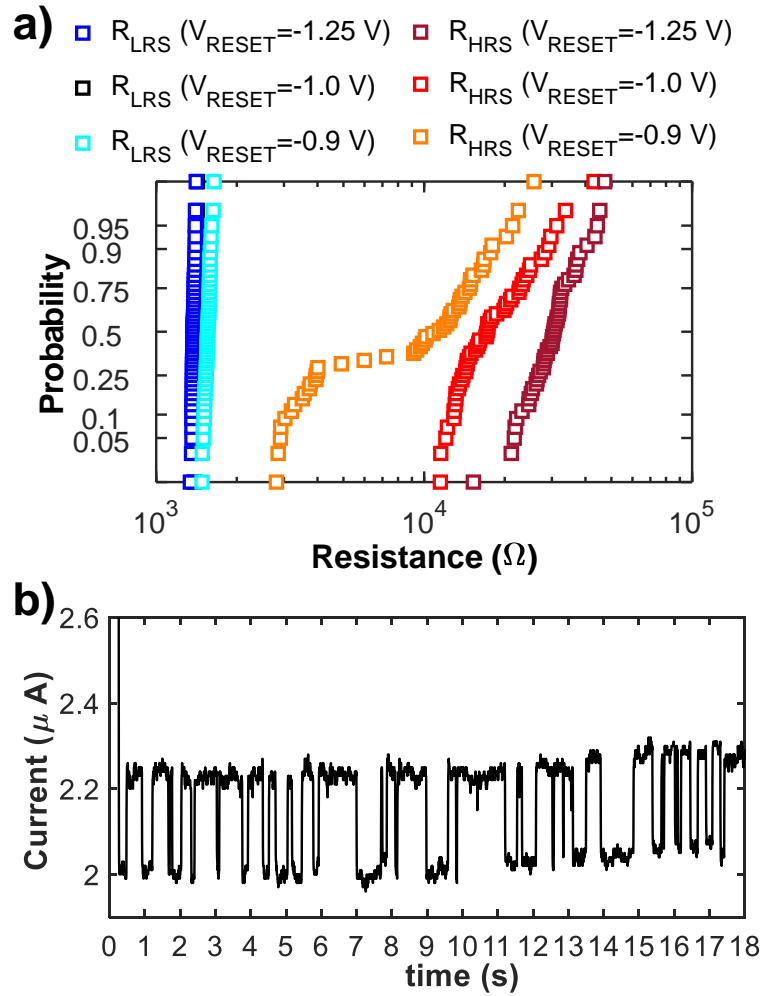 a)
R_LRS (V_RESET=-1.25 V) R_HRS (V_RESET=-1.25 V)
R_LRS (V_RESET=-1.0 V) R_HRS (V_RESET=-1.0 V)
R_LRS (V_RESET=-0.9 V) R_HRS (V_RESET=-0.9 V)
Probability
0.95
0.9
0.75
0.5
0.25
0.1
0.05
10^3 10^4 10^5
Resistance (Ω)
b)
Current (μ A)
2.6
2.4
2.2
2
0 1 2 3 4 5 6 7 8 9 10 11 12 13 14 15 16 17 18
time (s)